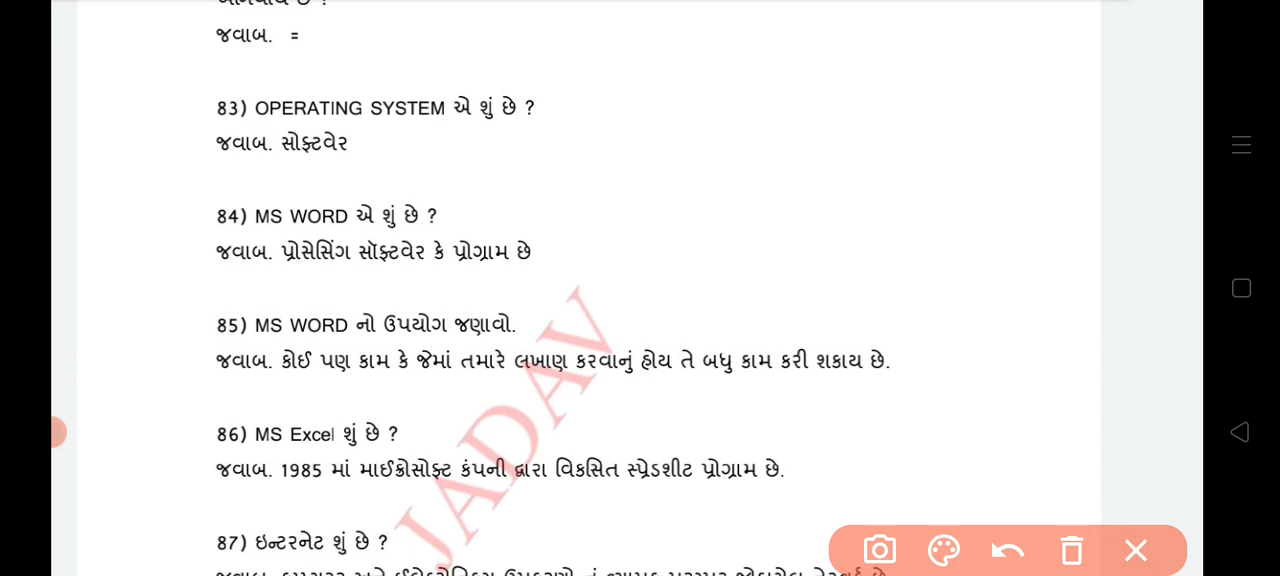 જવાબ. =
83) OPERATING SYSTEM એ શું છે ?
જવાબ. સોફ્ટવેર
84) MS WORD એ શું છે ?
જવાબ. પ્રોસેસિંગ સૉફ્ટવેર કે પ્રોગ્રામ છે
85) MS WORD નો ઉપયોગ જણાવો.
જવાબ. કોઈ પણ કામ કે જેમાં તમારે લખાણ કરવાનું હોય તે બધુ કામ કરી શકાય છે.
86) MS Excel શું છે ?
જવાબ. 1985 માં માઈક્રોસોફ્ટ કંપની દ્વારા વિકસિત સ્પ્રેડશીટ પ્રોગ્રામ છે.
87) ઇન્ટરનેટ શું છે ?
JADAV